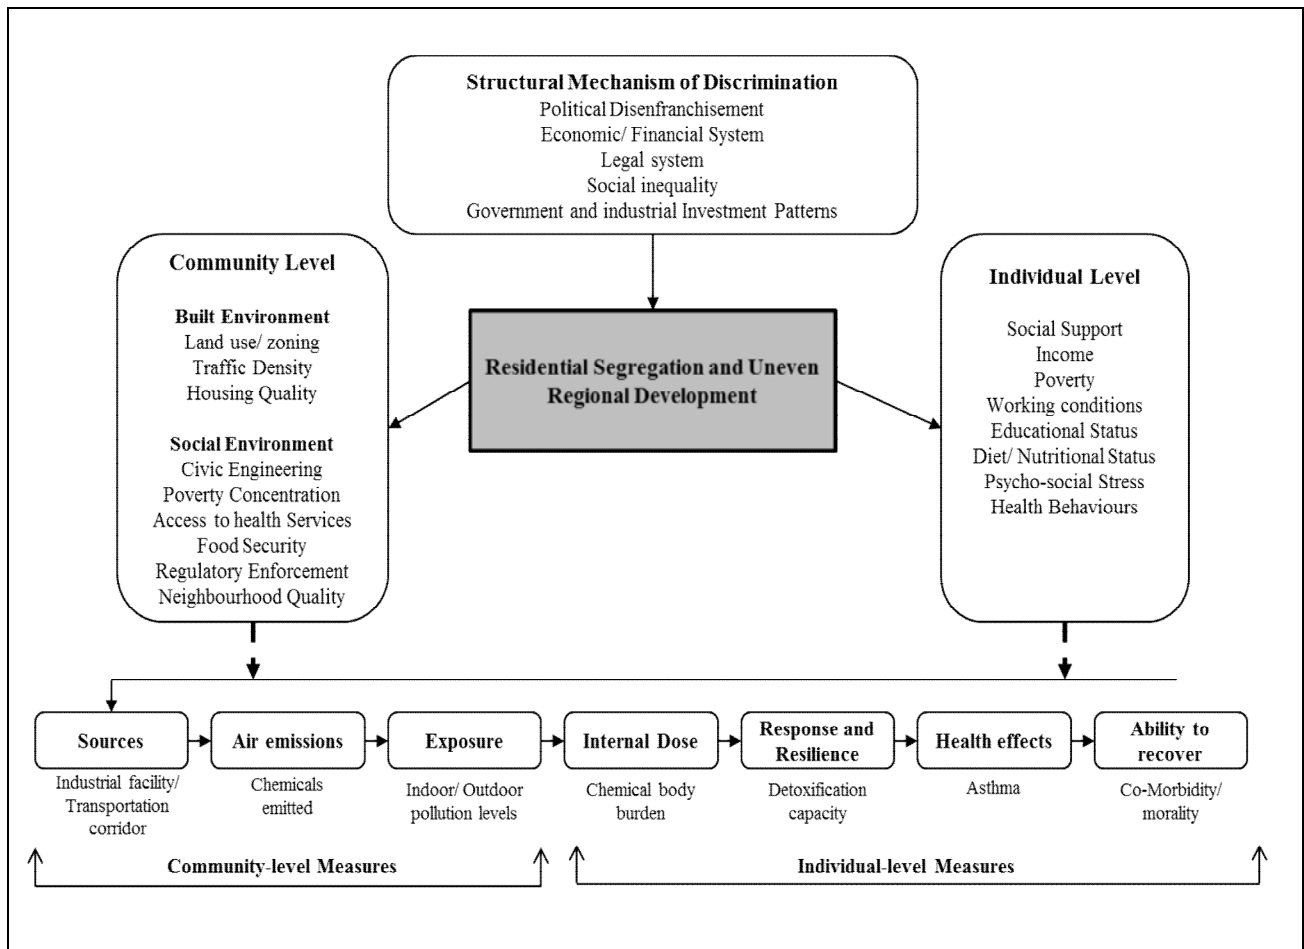 Structural Mechanism of Discrimination
Political Disenfranchisement
Economic/ Financial System
Legal system
Social inequality
Government and industrial Investment Patterns
Community Level
Built Environment
Land use/ zoning
Traffic Density
Housing Quality
Social Environment
Civic Engineering
Poverty Concentration
Access to health Services
Food Security
Regulatory Enforcement
Neighbourhood Quality
Residential Segregation and Uneven
Regional Development
Individual Level
Social Support
Income
Poverty
Working conditions
Educational Status
Diet/ Nutritional Status
Psycho-social Stress
Health Behaviours
Sources
Industrial facility/
Transportation
corridor
Air emissions
Chemicals
emitted
Exposure
Indoor/ Outdoor
pollution levels
Internal Dose
Chemical body
burden
Response and
Resilience
Detoxification
capacity
Health effects
Asthma
Ability to
recover
Co-Morbidity/
morality
Community-level Measures
Individual-level Measures